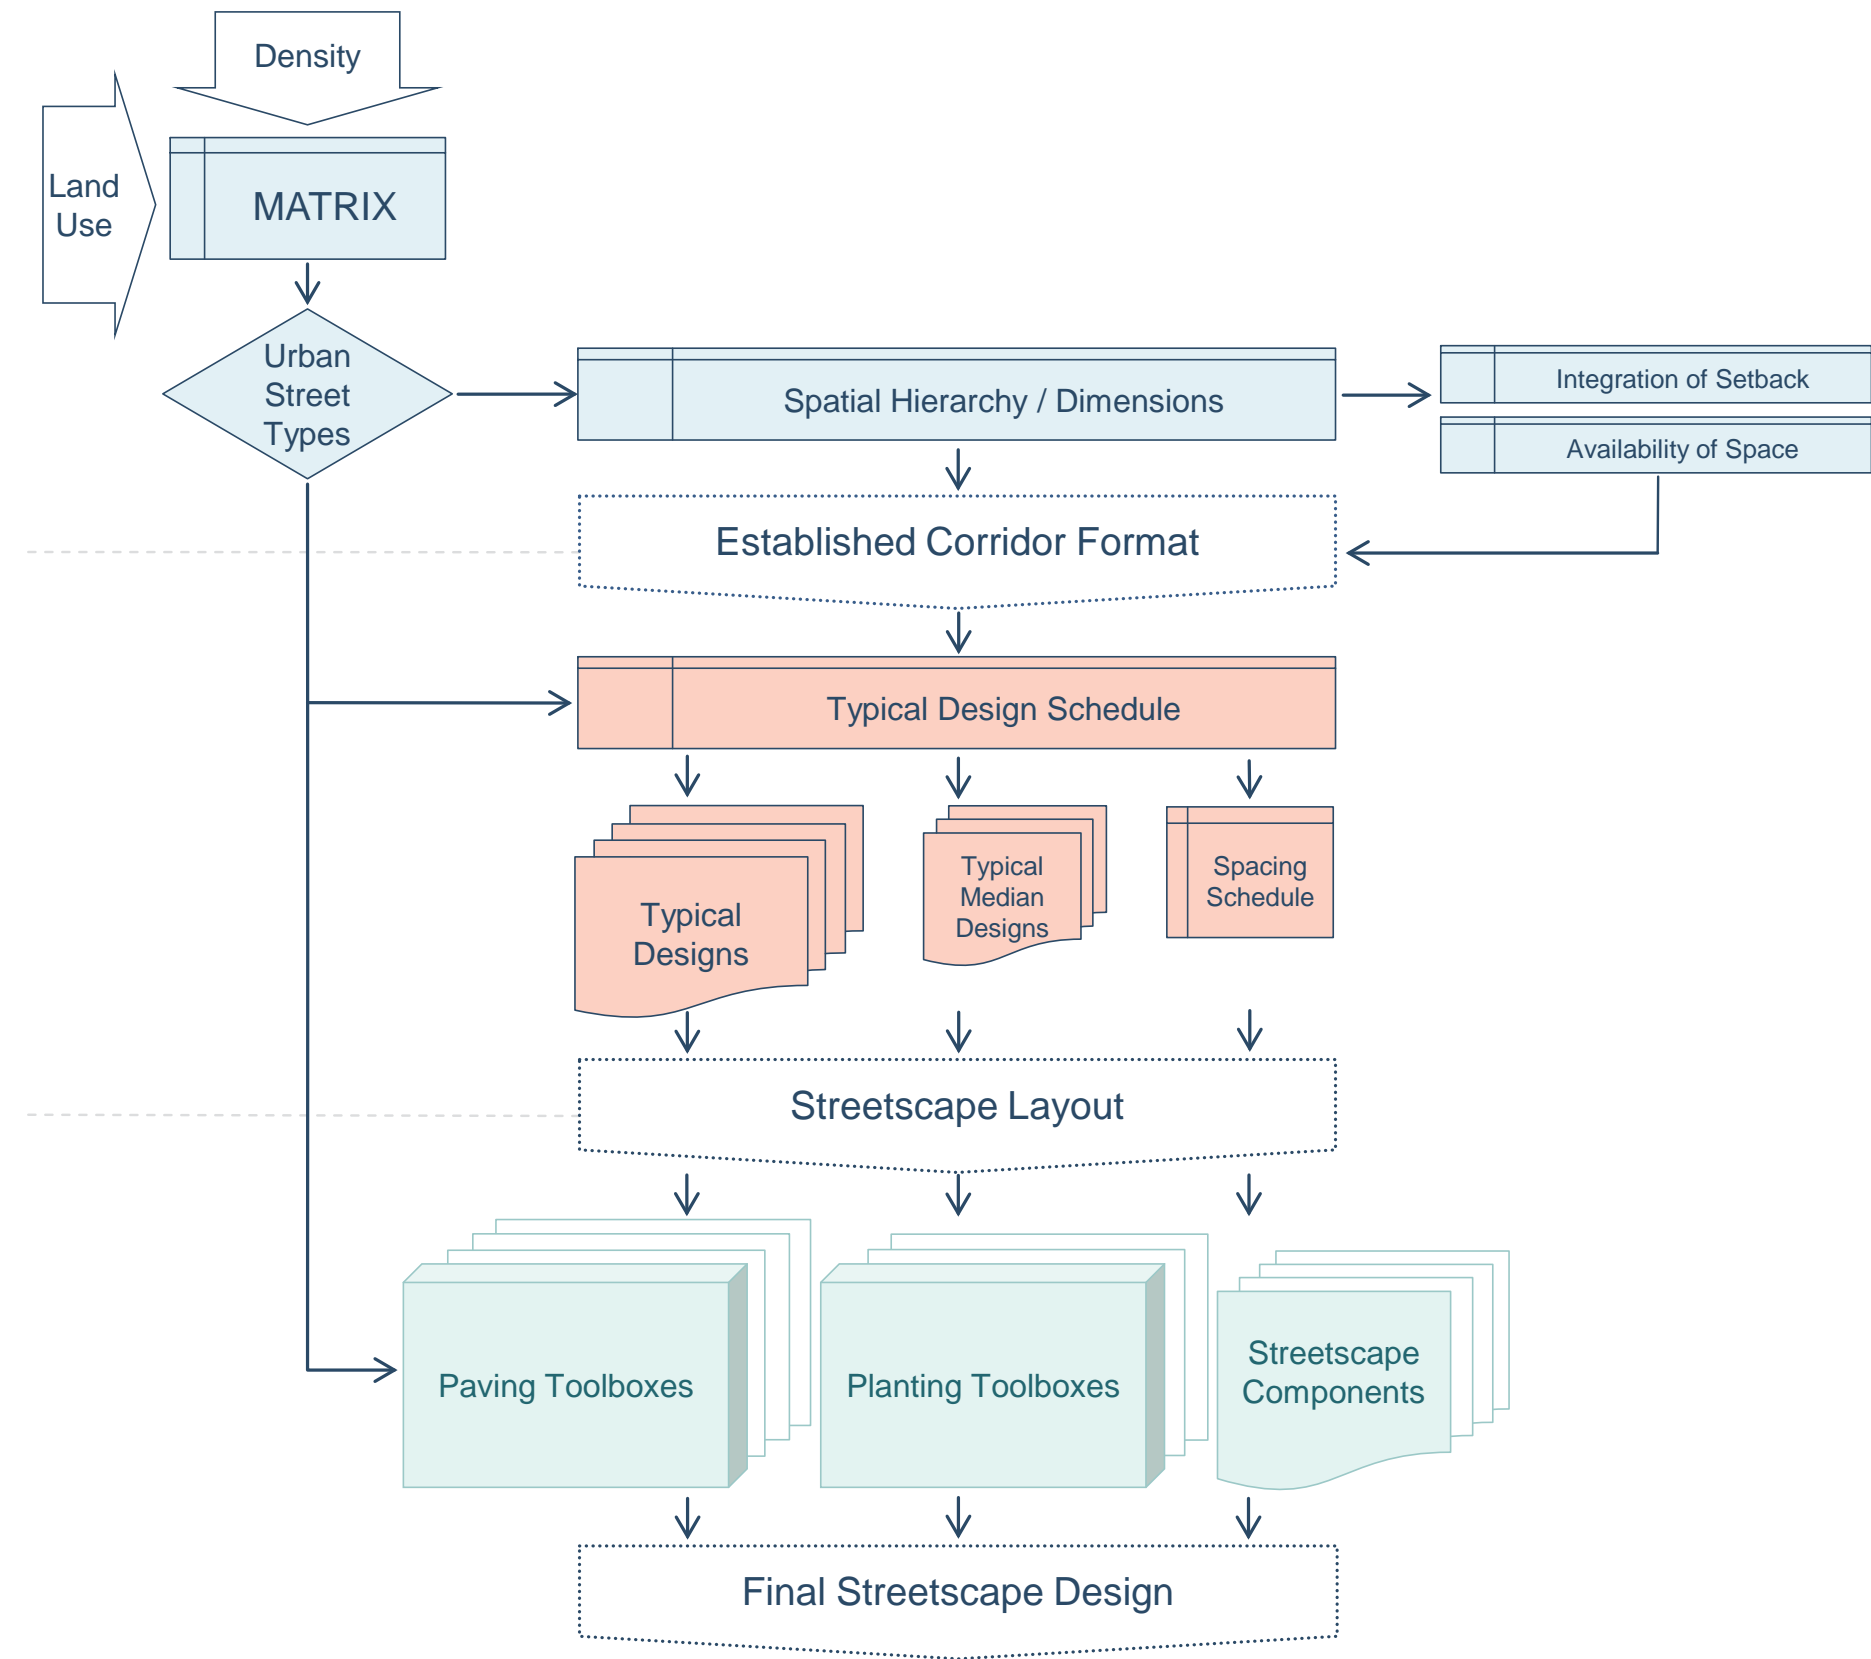 Density
Land
Use
MATRIX
Urban
Street
Types
Spatial Hierarchy / Dimensions
Integration of Setback
Availability of Space
Established Corridor Format
Typical Design Schedule
Typical
Designs
Typical
Median
Designs
Spacing
Schedule
Streetscape Layout
Paving Toolboxes
Planting Toolboxes
Streetscape
Components
Final Streetscape Design